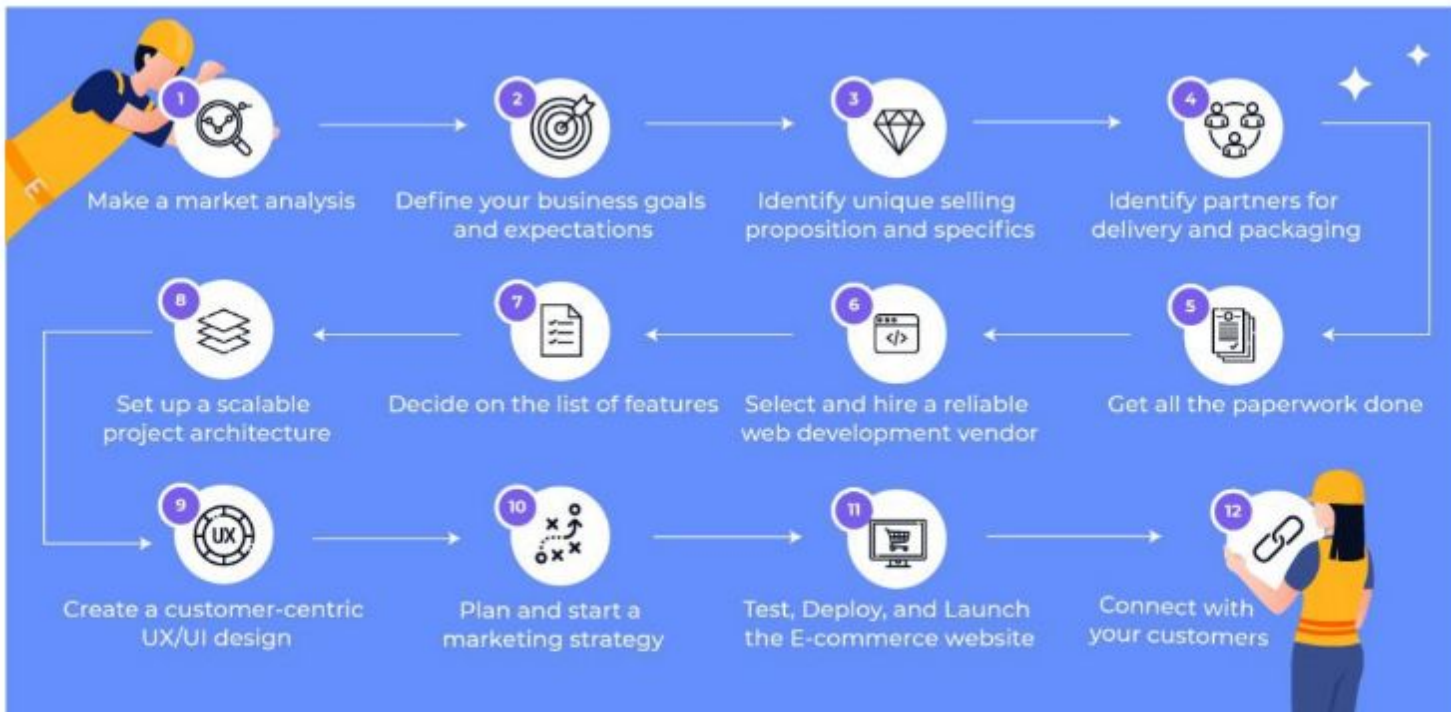 1
Make a market analysis
2
Define your business goals
and expectations
3
Identify unique selling
proposition and specifics
4
Identify partners for
delivery and packaging
5
Get all the paperwork done
6
</>
Select and hire a reliable
web development vendor
7
Decide on the list of features
8
Set up a scalable
project architecture
9
UX
Create a customer-centric
UX/UI design
10
Plan and start a
marketing strategy
11
Test, Deploy, and Launch
the E-commerce website
12
Connect with
your customers